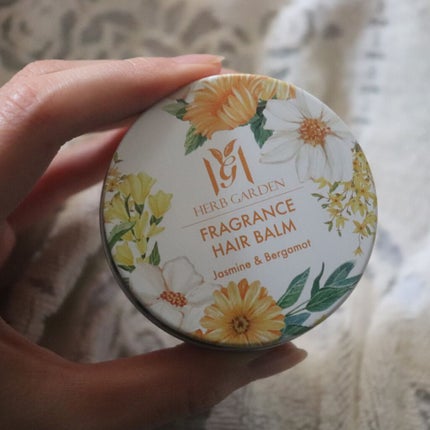 HERB GARDEN
FRAGRANCE
HAIR BALM
Jasmine & Bergamot